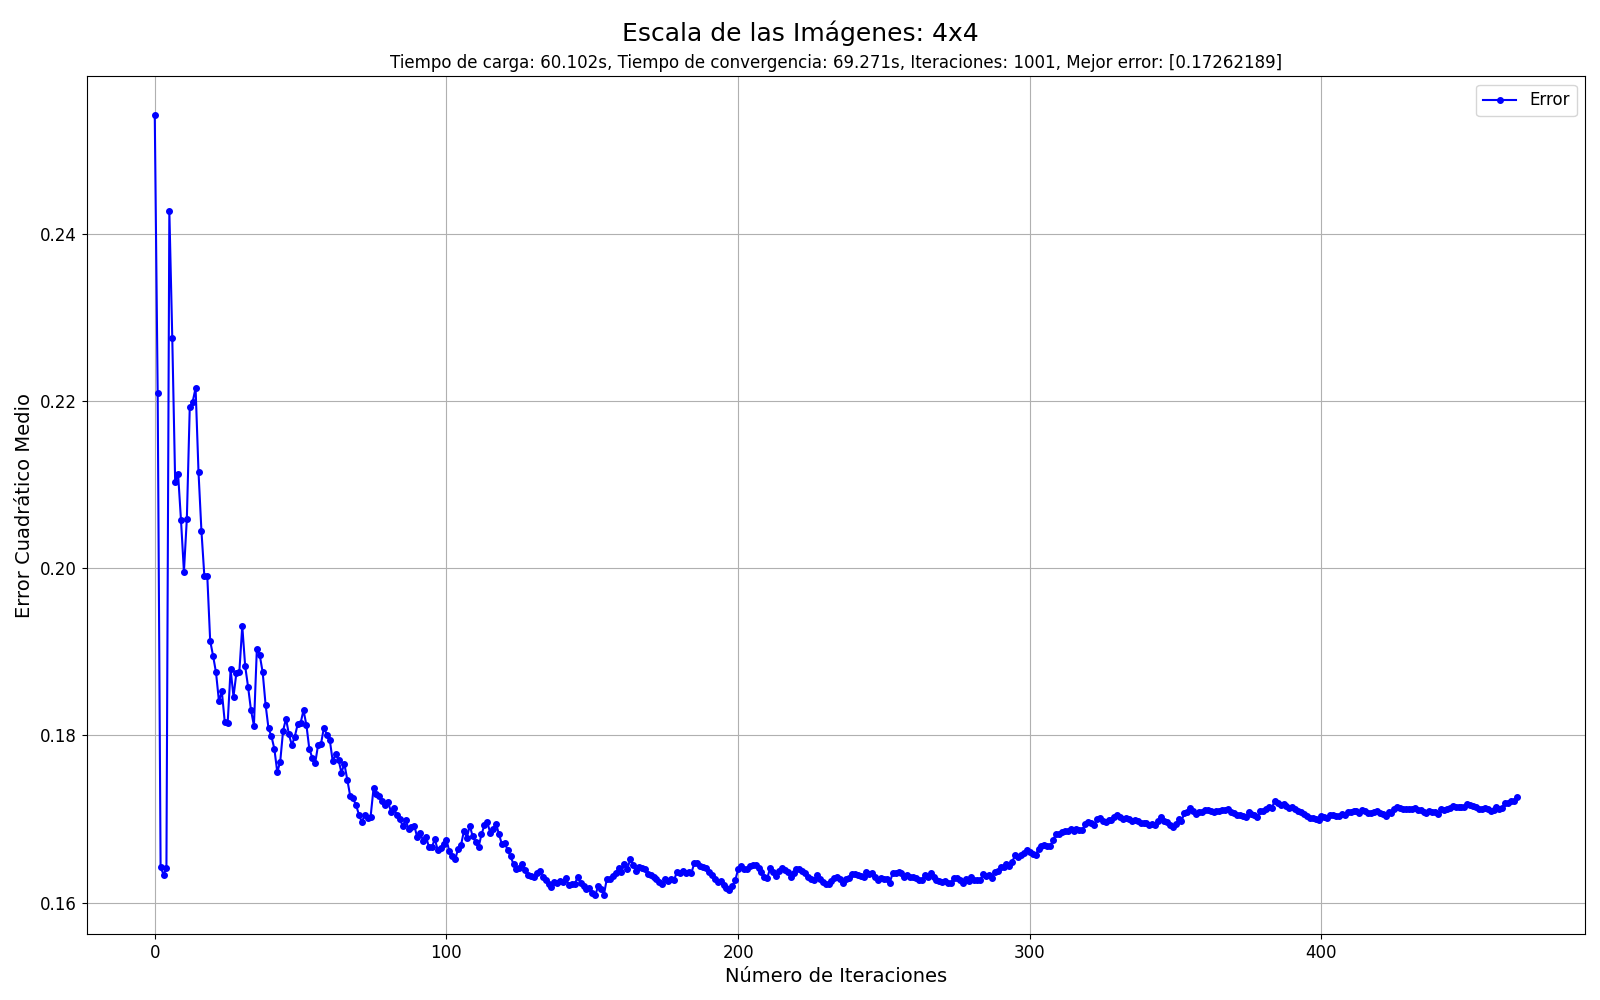 Escala de las Imágenes: 4x4
Tiempo de carga: 60.102s, Tiempo de convergencia: 69.271s, Iteraciones: 1001, Mejor error: [0.17262189]
Error
Error Cuadrático Medio
0.24
0.22
0.20
0.18
0.16
0 100 200 300 400
Número de Iteraciones